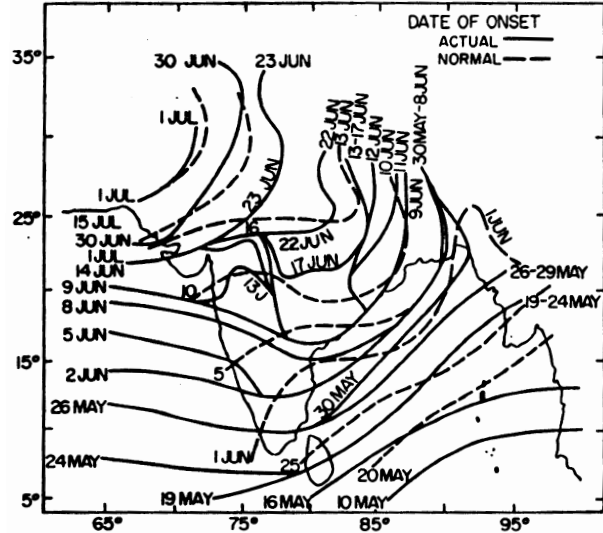 DATE OF ONSET
ACTUAL
NORMAL
35°
25°
15°
5°
65°
75°
85°
95°
30 JUN
23 JUN
1 JUL
22 JUN
13 JUN
13-17 JUN
12 JUN
10 JUN
1 JUN
30 MAY-8 JUN
9 JUN
1 JUL
23 JUN
15 JUL
30 JUN
1 JUL
14 JUN
16
22 JUN
17 JUN
1 JUN
9 JUN
10
13 J
26-29 MAY
8 JUN
19-24 MAY
5 JUN
2 JUN
5
26 MAY
30 MAY
1 JUN
24 MAY
25
20 MAY
19 MAY
16 MAY
10 MAY